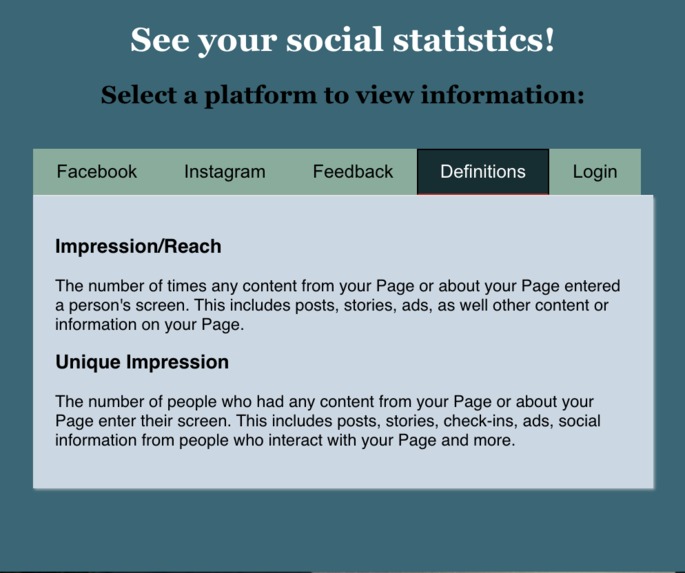 See your social statistics!
Select a platform to view information:
Facebook Instagram Feedback Definitions Login
Impression/Reach
The number of times any content from your Page or about your Page entered
a person's screen. This includes posts, stories, ads, as well other content or
information on your Page.
Unique Impression
The number of people who had any content from your Page or about your
Page enter their screen. This includes posts, stories, check-ins, ads, social
information from people who interact with your Page and more.